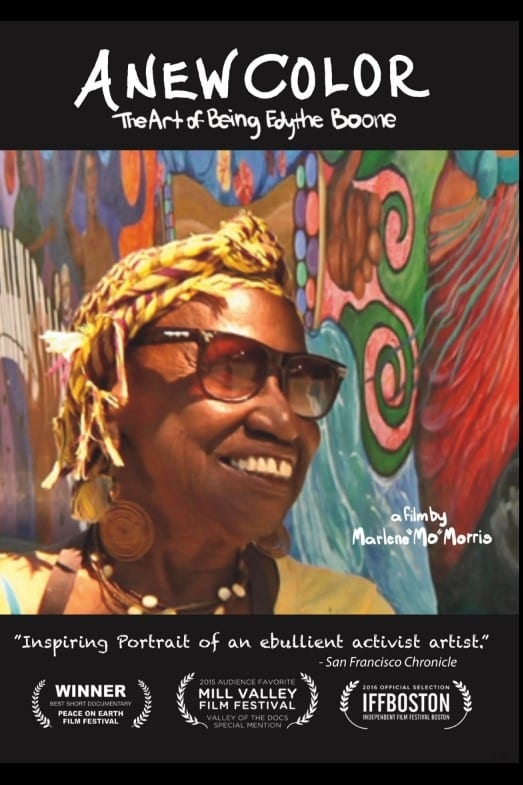 A NEW COLOR
The Art of Being Edythe Boone
a film by
Marlene "Mo" Morris
"Inspiring Portrait of an ebullient activist artist."
- San Francisco Chronicle
WINNER
BEST SHORT DOCUMENTARY
PEACE ON EARTH
FILM FESTIVAL
2015 AUDIENCE FAVORITE
MILL VALLEY
FILM FESTIVAL
VALLEY OF THE DOCS
SPECIAL MENTION
2016 OFFICIAL SELECTION
IFFBOSTON
INDEPENDENT FILM FESTIVAL BOSTON